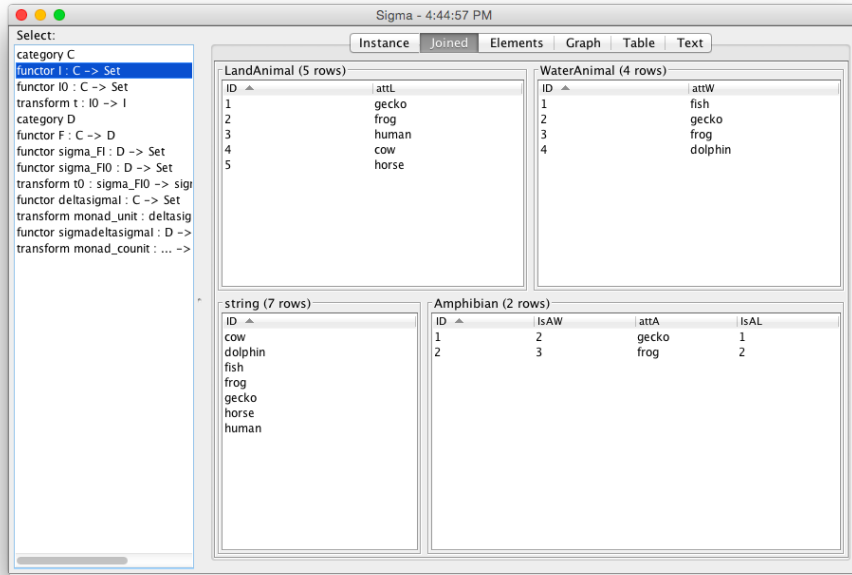 Sigma - 4:44:57 PM
Select:
category C
functor I : C -> Set
functor I0 : C -> Set
transform t : I0 -> I
category D
functor F : C -> D
functor sigma_FI : D -> Set
functor sigma_FI0 : D -> Set
transform t0 : sigma_FI0 -> sigr
functor deltasigmaI : C -> Set
transform monad_unit : deltasig
functor sigmadeltasigmaI : D ->
transform monad_counit : ... ->
Instance Joined Elements Graph Table Text
LandAnimal (5 rows)
ID attL
1 gecko
2 frog
3 human
4 cow
5 horse
WaterAnimal (4 rows)
ID attW
1 fish
2 gecko
3 frog
4 dolphin
string (7 rows)
ID
cow
dolphin
fish
frog
gecko
horse
human
Amphibian (2 rows)
ID IsAW attA IsAL
1 2 gecko 1
2 3 frog 2